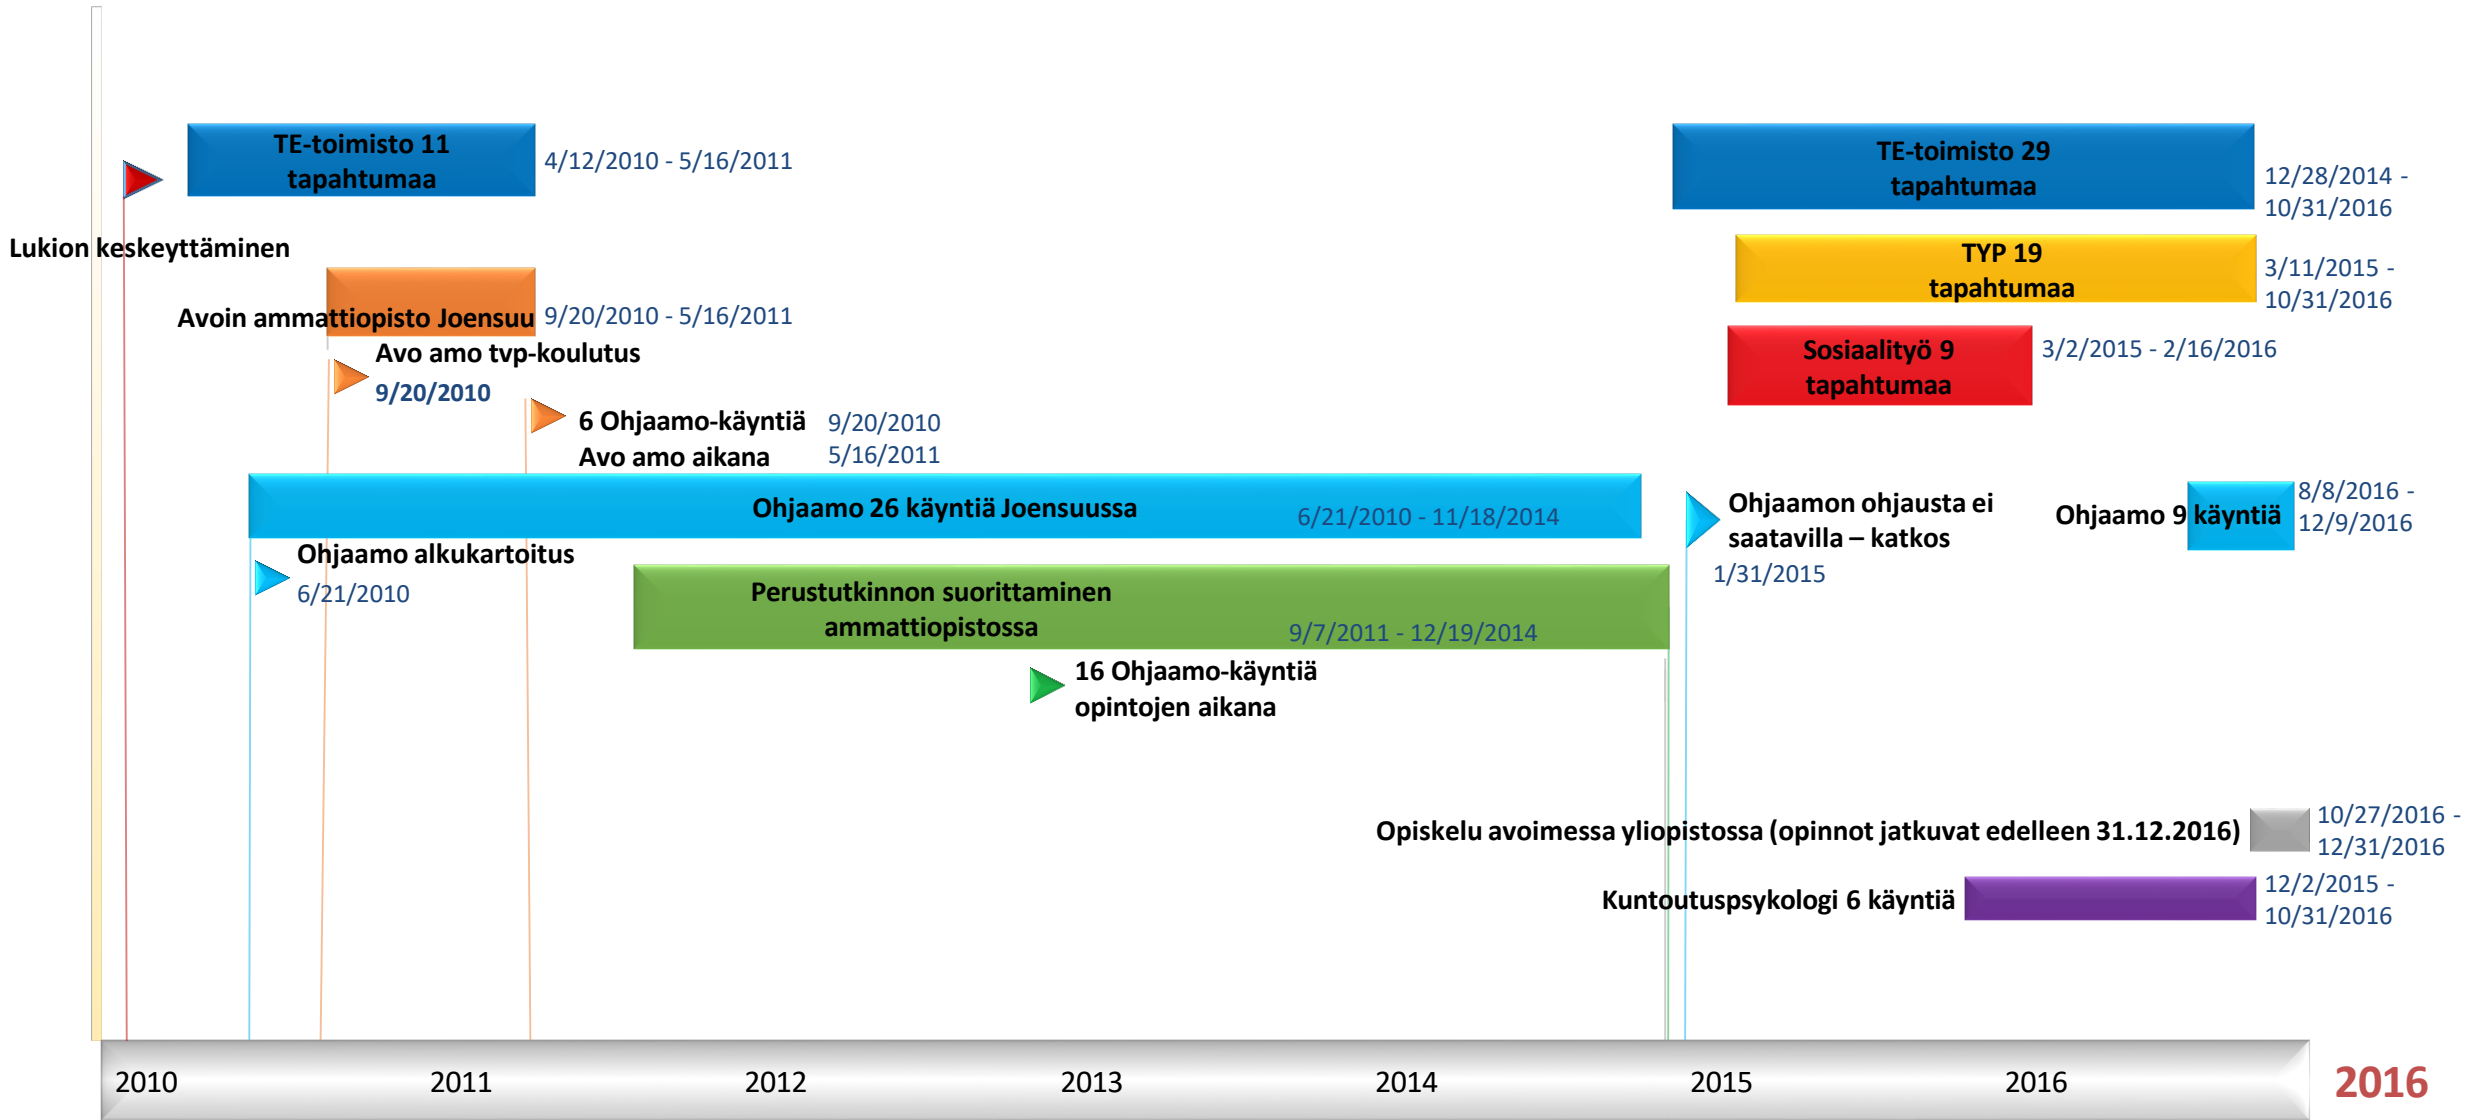 TE-toimisto 11
tapahtumaa
4/12/2010 - 5/16/2011
TE-toimisto 29
tapahtumaa
12/28/2014 -
10/31/2016
Lukion keskeyttäminen
TYP 19
tapahtumaa
3/11/2015 -
10/31/2016
Avoin ammattiopisto Joensuu
9/20/2010 - 5/16/2011
Avo amo tvp-koulutus
9/20/2010
Sosiaalityö 9
tapahtumaa
3/2/2015 - 2/16/2016
6 Ohjaamo-käyntiä
Avo amo aikana
9/20/2010
5/16/2011
Ohjaamo 26 käyntiä Joensuussa
6/21/2010 - 11/18/2014
Ohjaamon ohjausta ei
saatavilla – katkos
1/31/2015
Ohjaamo 9 käyntiä
8/8/2016 -
12/9/2016
Ohjaamo alkukartoitus
6/21/2010
Perustutkinnon suorittaminen
ammattiopistossa
9/7/2011 - 12/19/2014
16 Ohjaamo-käyntiä
opintojen aikana
Opiskelu avoimessa yliopistossa (opinnot jatkuvat edelleen 31.12.2016)
10/27/2016 -
12/31/2016
Kuntoutuspsykologi 6 käyntiä
12/2/2015 -
10/31/2016
2010 2011 2012 2013 2014 2015 2016 2016